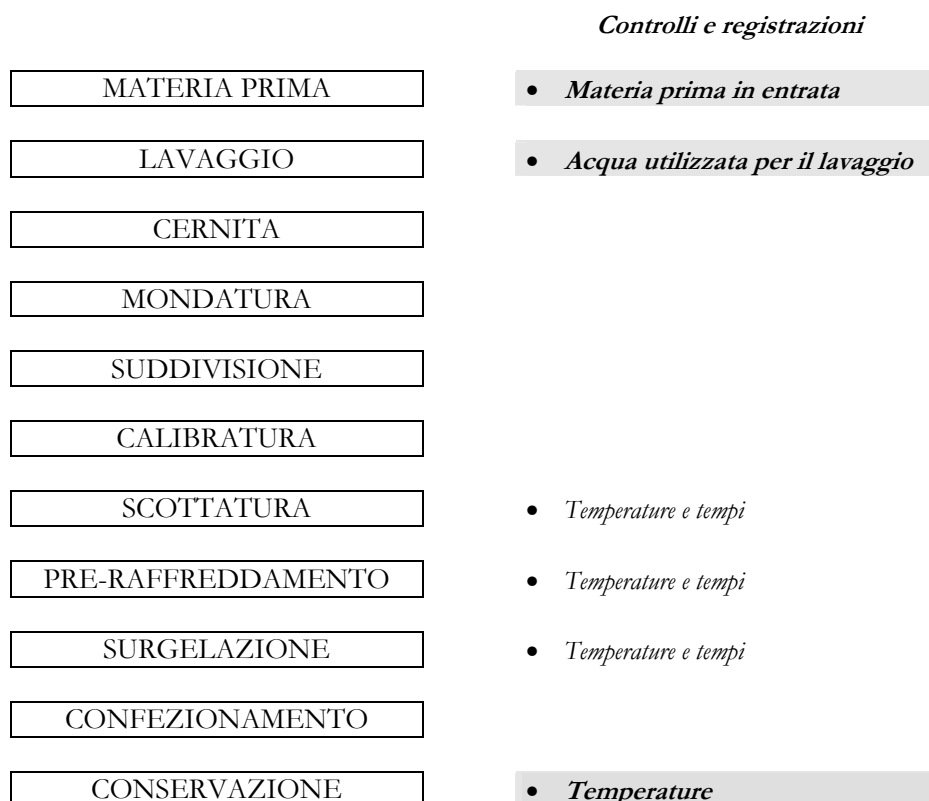 Controlli e registrazioni
MATERIA PRIMA
• Materia prima in entrata
LAVAGGIO
• Acqua utilizzata per il lavaggio
CERNITA
MONDATURA
SUDDIVISIONE
CALIBRATURA
SCOTTATURA
• Temperature e tempi
PRE-RAFFREDDAMENTO
• Temperature e tempi
SURGELAZIONE
• Temperature e tempi
CONFEZIONAMENTO
CONSERVAZIONE
• Temperature